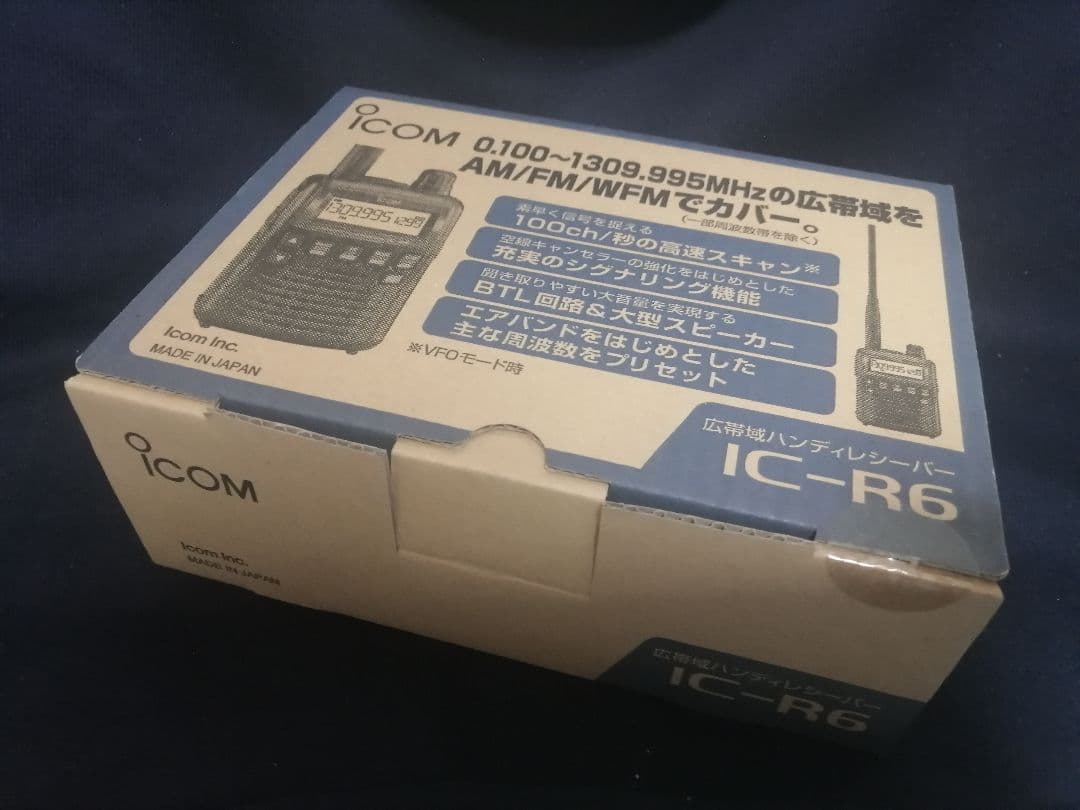 ICOM
0.100~1309.995MHzの広帯域を
AM/FM/WFMでカバー。
(一部周波数帯を除く)
素早く信号を捉える
100ch/秒の高速スキャン※
空線キャンセラーの強化をはじめとした
充実のシグナリング機能
聞き取りやすい大音量を実現する
BTL回路&大型スピーカー
エアバンドをはじめとした
主な周波数をプリセット
※VFOモード時
1309.995
Icom Inc.
MADE IN JAPAN
広帯域ハンディレシーバー
IC-R6
ICOM
Icom Inc.
MADE IN JAPAN
広帯域ハンディレシーバー
IC-R6